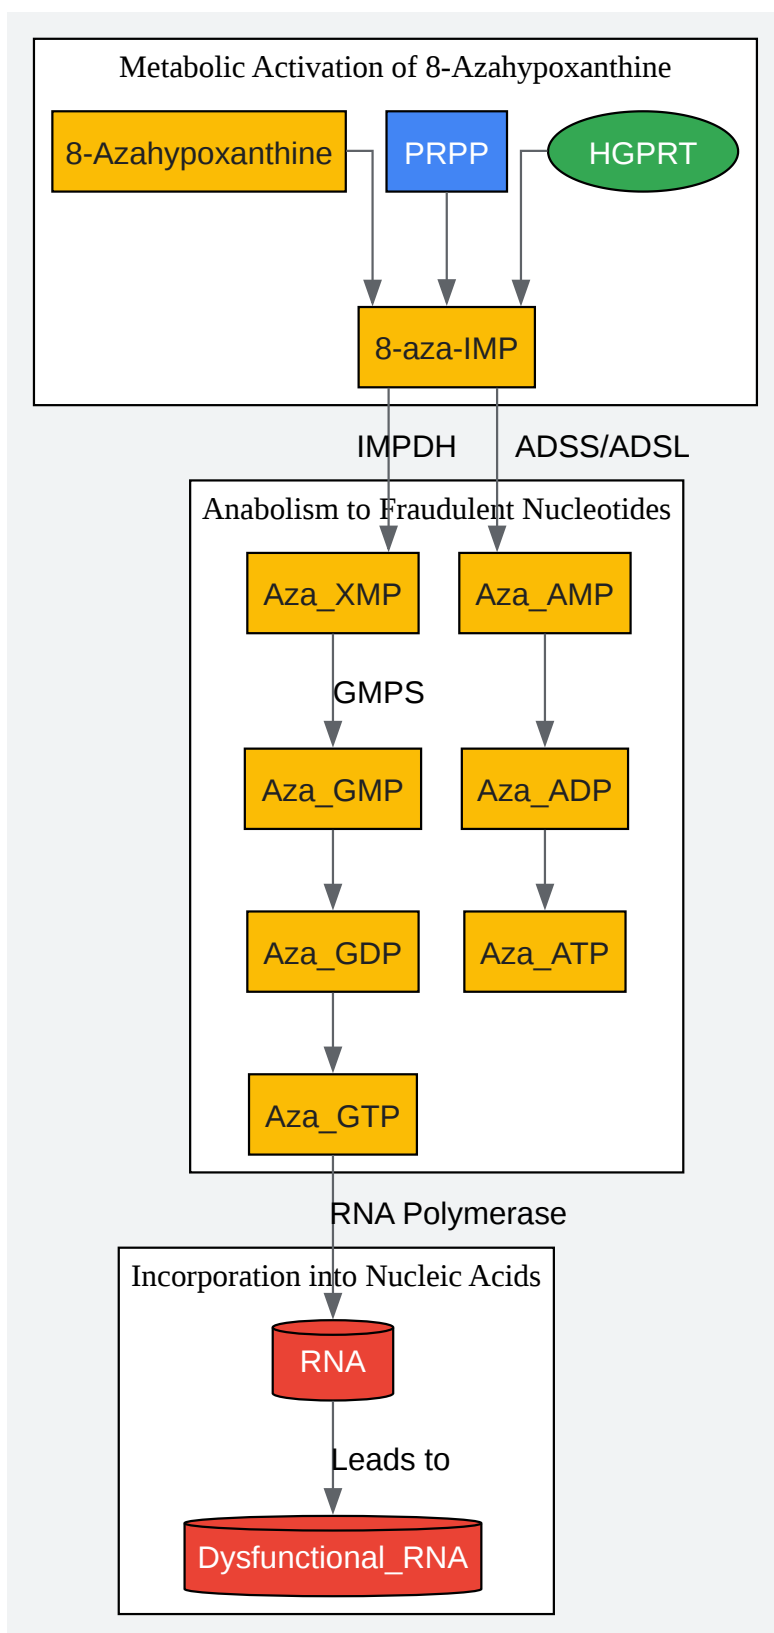 Metabolic Activation of 8-Azahypoxanthine
8-Azahypoxanthine
PRPP
HGPRT
8-aza-IMP
IMPDH
ADSS/ADSL
Anabolism to Fraudulent Nucleotides
Aza_XMP
Aza_AMP
GMPS
Aza_GMP
Aza_ADP
Aza_GDP
Aza_ATP
Aza_GTP
RNA Polymerase
Incorporation into Nucleic Acids
RNA
Leads to
Dysfunctional_RNA